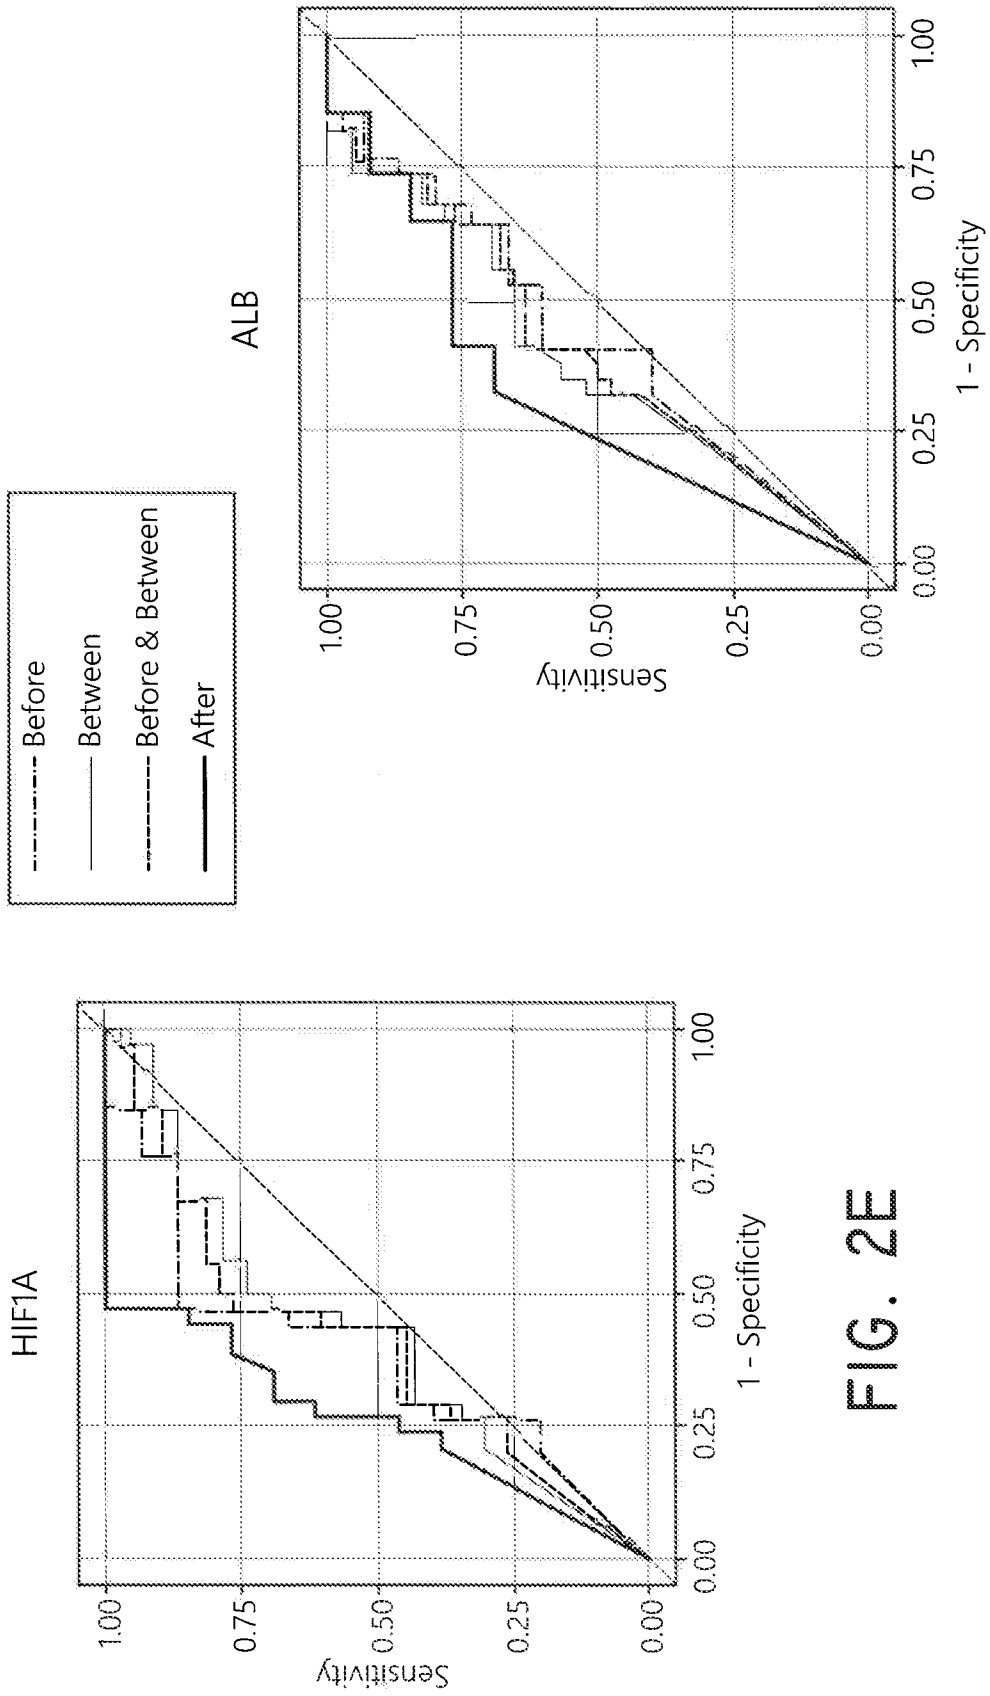 HIF1A
Sensitivity
1.00
0.75
0.50
0.25
0.00
0.00
0.25
0.50
0.75
1.00
1 - Specificity
Before
Between
Before & Between
After
ALB
Sensitivity
1.00
0.75
0.50
0.25
0.00
0.00
0.25
0.50
0.75
1.00
1 - Specificity
FIG. 2E